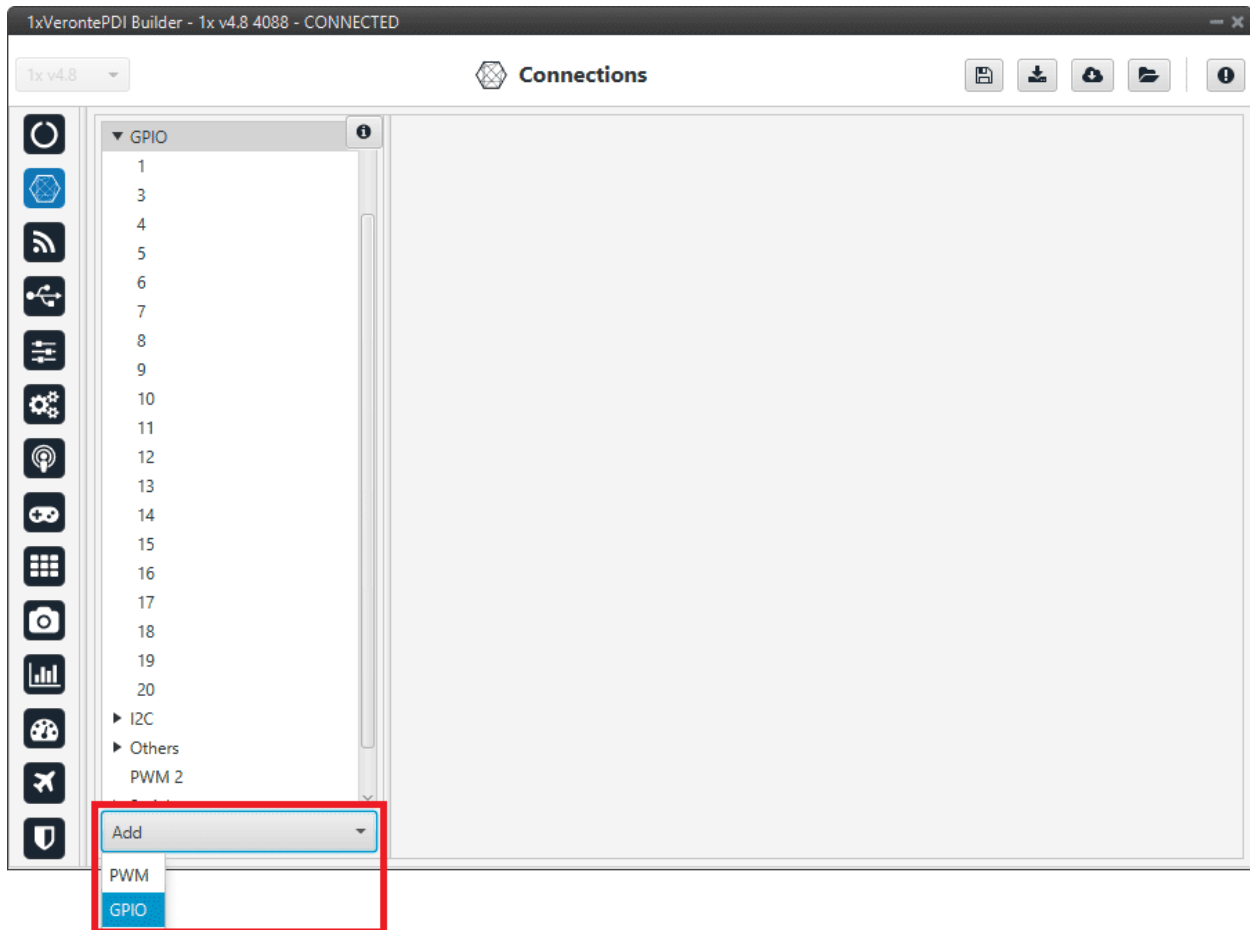 1xVerontePDI Builder - 1x v4.8 4088 - CONNECTED
1x v4.8
Connections
GPIO
1
3
4
5
6
7
8
9
10
11
12
13
14
15
16
17
18
19
20
I2C
Others
PWM 2
Add
PWM
GPIO